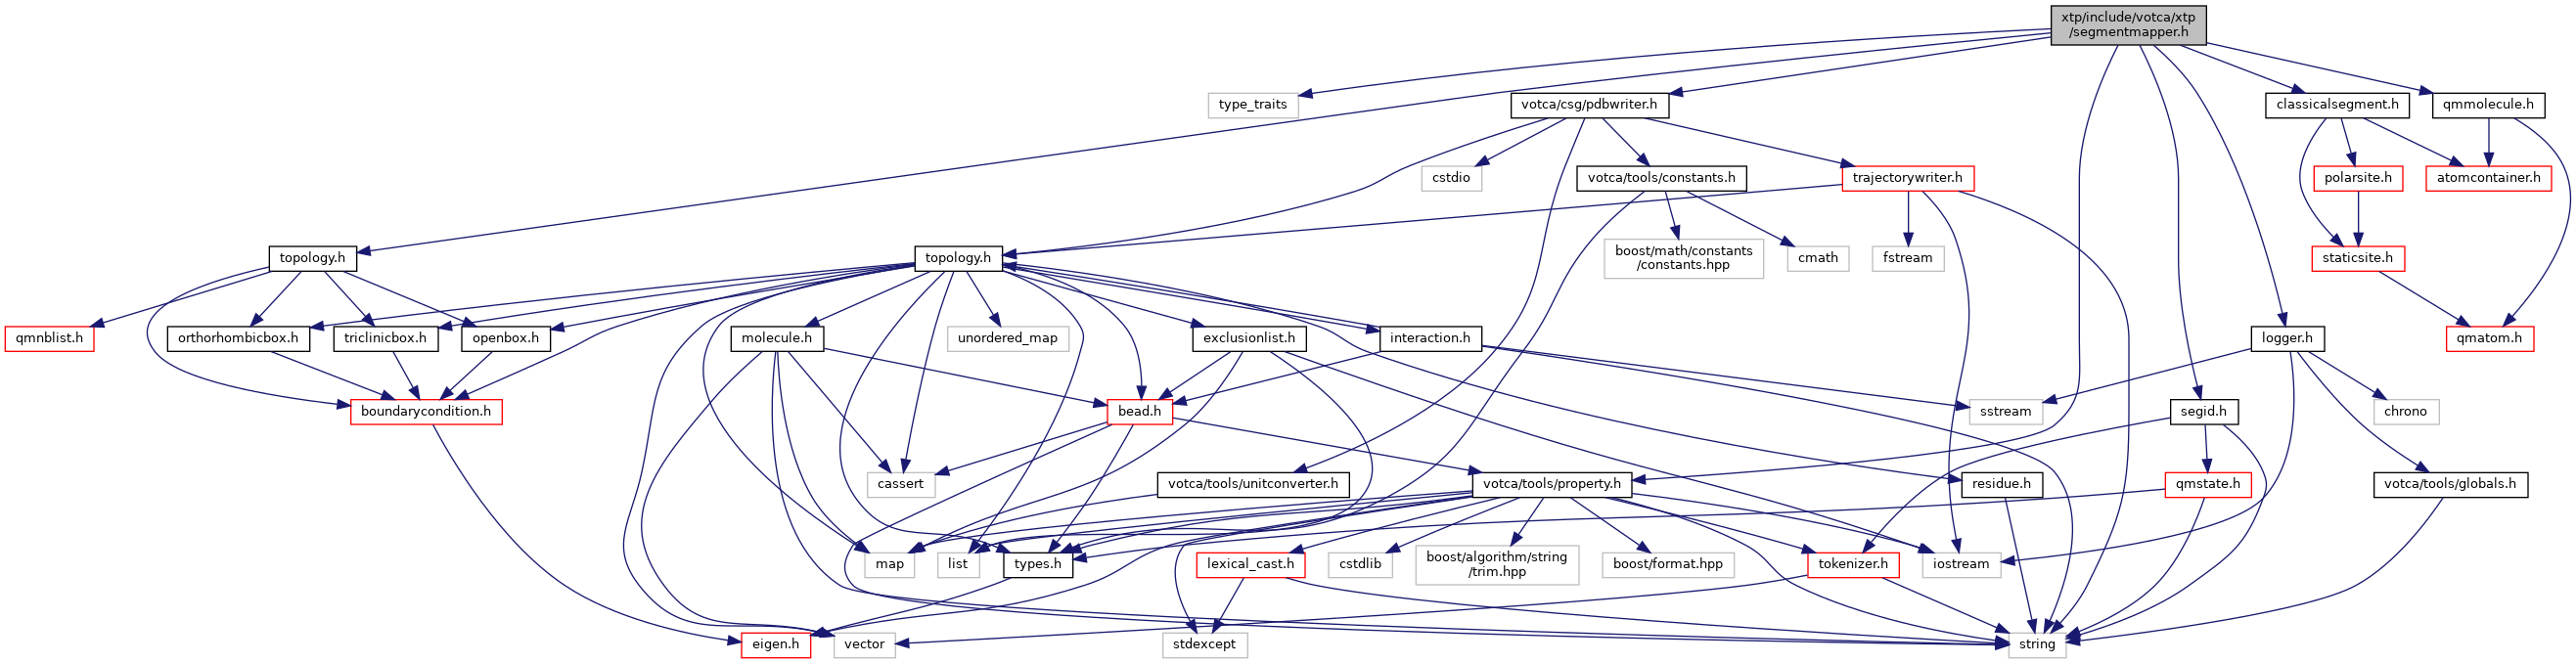 xtp/include/votca/xtp
/segmentmapper.h
type_traits
votca/csg/pdbwriter.h
classicalsegment.h
qmmolecule.h
cstdio
votca/tools/constants.h
trajectorywriter.h
polarsite.h
atomcontainer.h
topology.h
topology.h
boost/math/constants
/constants.hpp
cmath
fstream
staticsite.h
qmnblist.h
orthorhombicbox.h
triclinicbox.h
openbox.h
molecule.h
unordered_map
exclusionlist.h
interaction.h
logger.h
qmatom.h
boundarycondition.h
bead.h
sstream
segid.h
chrono
cassert
votca/tools/unitconverter.h
votca/tools/property.h
residue.h
qmstate.h
votca/tools/globals.h
map
list
types.h
lexical_cast.h
cstdlib
boost/algorithm/string
/trim.hpp
boost/format.hpp
tokenizer.h
iostream
eigen.h
vector
stdexcept
string